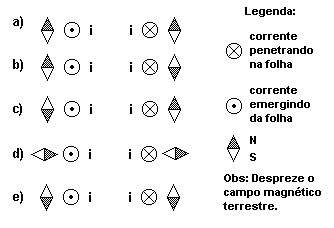 Legenda:
a) i i
corrente
penetrando
na folha
b) i i
c) i i
corrente
emergindo
da folha
N
S
d) i i
Obs: Despreze o
campo magnético
terrestre.
e) i i